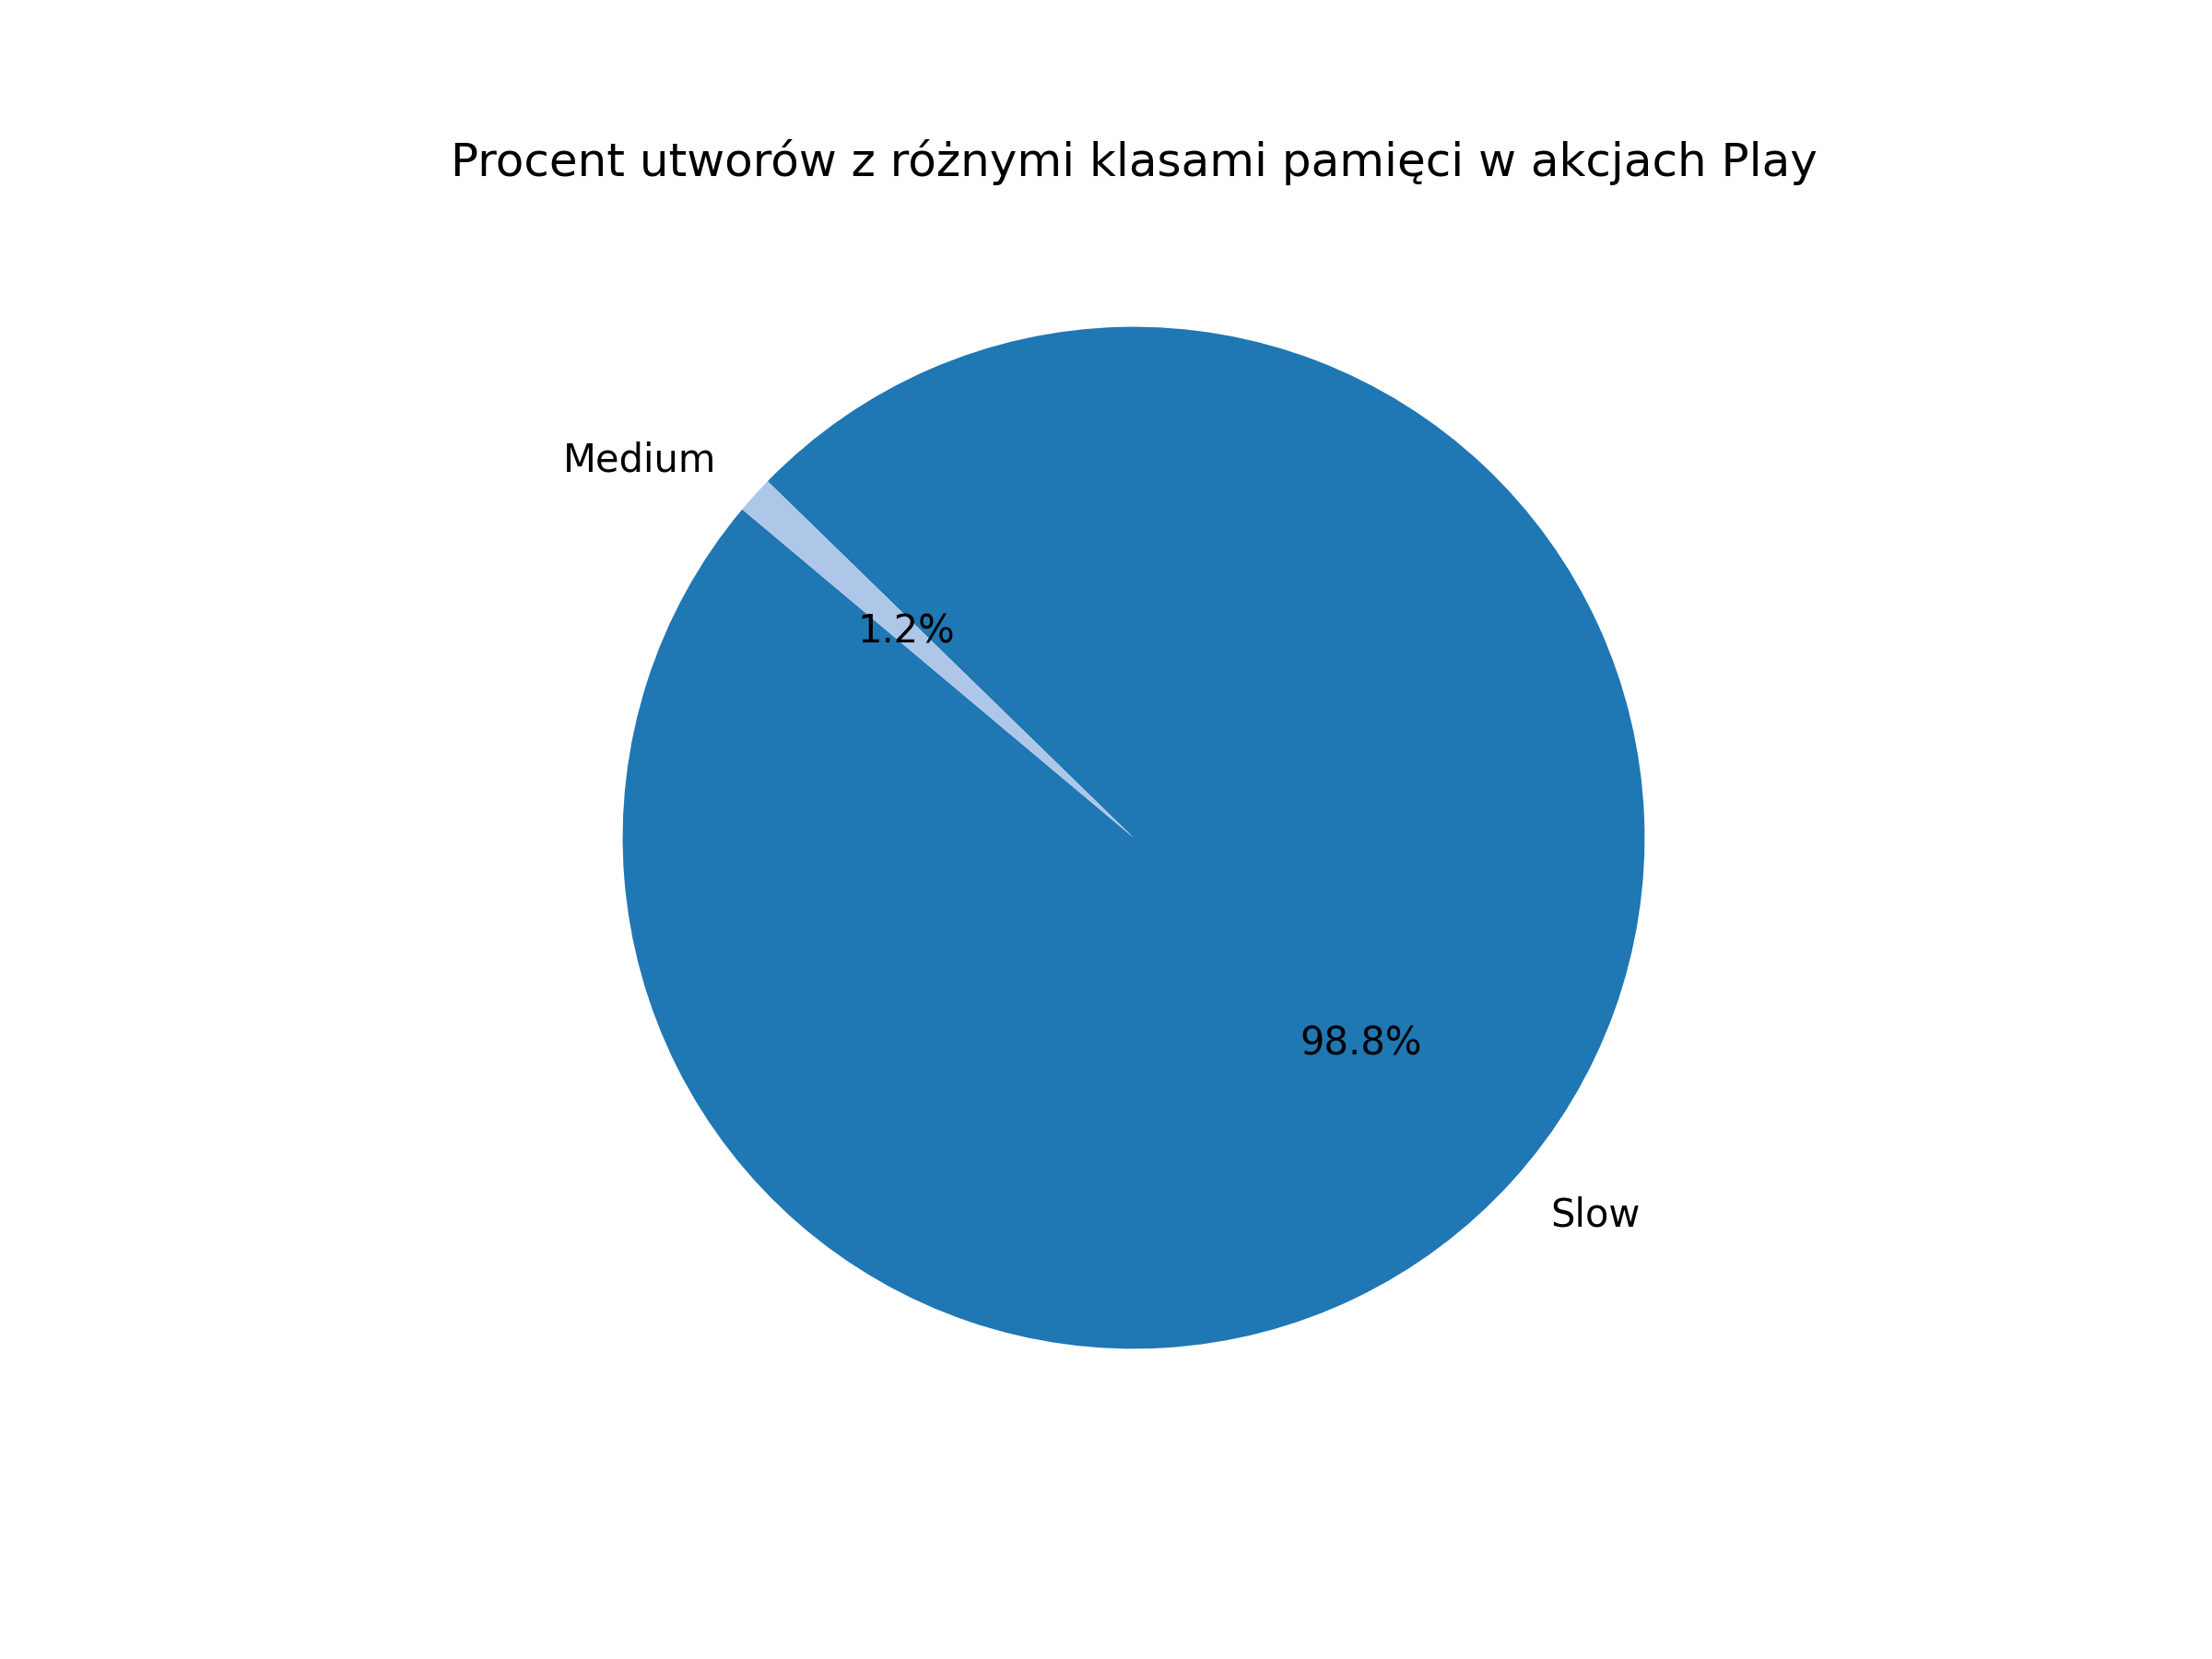 Procent utworów z różnymi klasami pamięci w akcjach Play
Medium
1.2%
98.8%
Slow